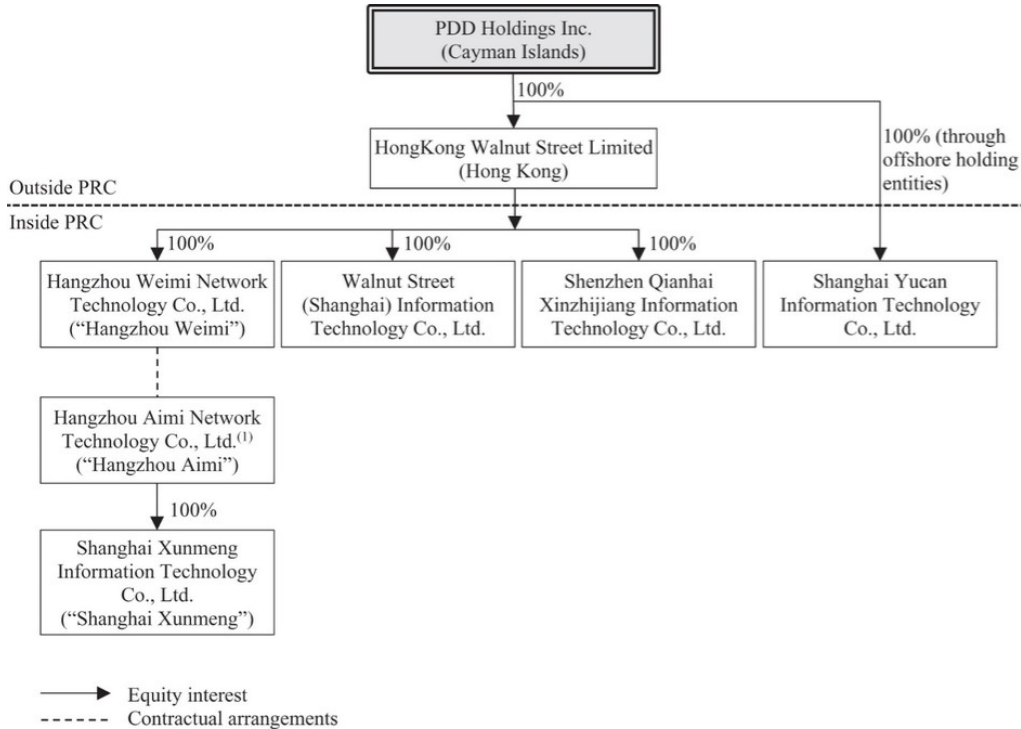 PDD Holdings Inc.
(Cayman Islands)
100%
HongKong Walnut Street Limited
(Hong Kong)
100% (through
offshore holding
entities)
Outside PRC
Inside PRC
100%
100%
100%
Hangzhou Weimi Network
Technology Co., Ltd.
(“Hangzhou Weimi”)
Walnut Street
(Shanghai) Information
Technology Co., Ltd.
Shenzhen Qianhai
Xinzhijiang Information
Technology Co., Ltd.
Shanghai Yucan
Information Technology
Co., Ltd.
Hangzhou Aimi Network
Technology Co., Ltd.(1)
(“Hangzhou Aimi”)
100%
Shanghai Xunmeng
Information Technology
Co., Ltd.
(“Shanghai Xunmeng”)
Equity interest
Contractual arrangements